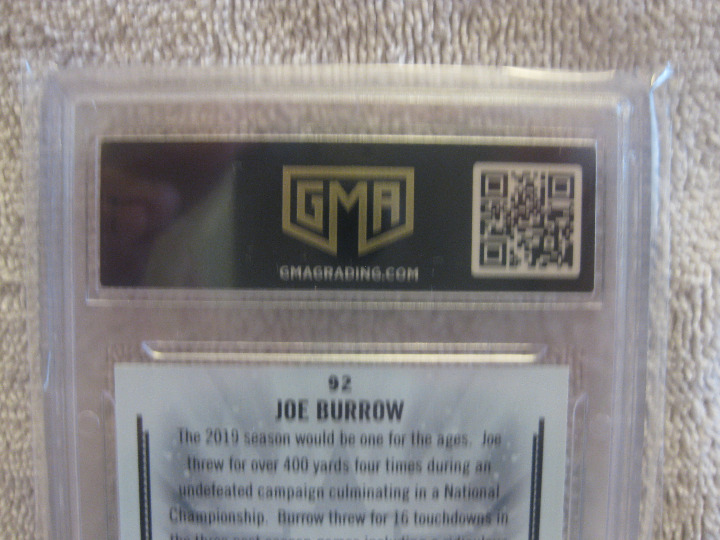 GMA
GMAGRADING.COM
92
JOE BURROW
The 2019 season would be one for the ages. Joe
threw for over 400 yards four times during an
undefeated campaign culminating in a National
Championship. Burrow threw for 16 touchdowns in